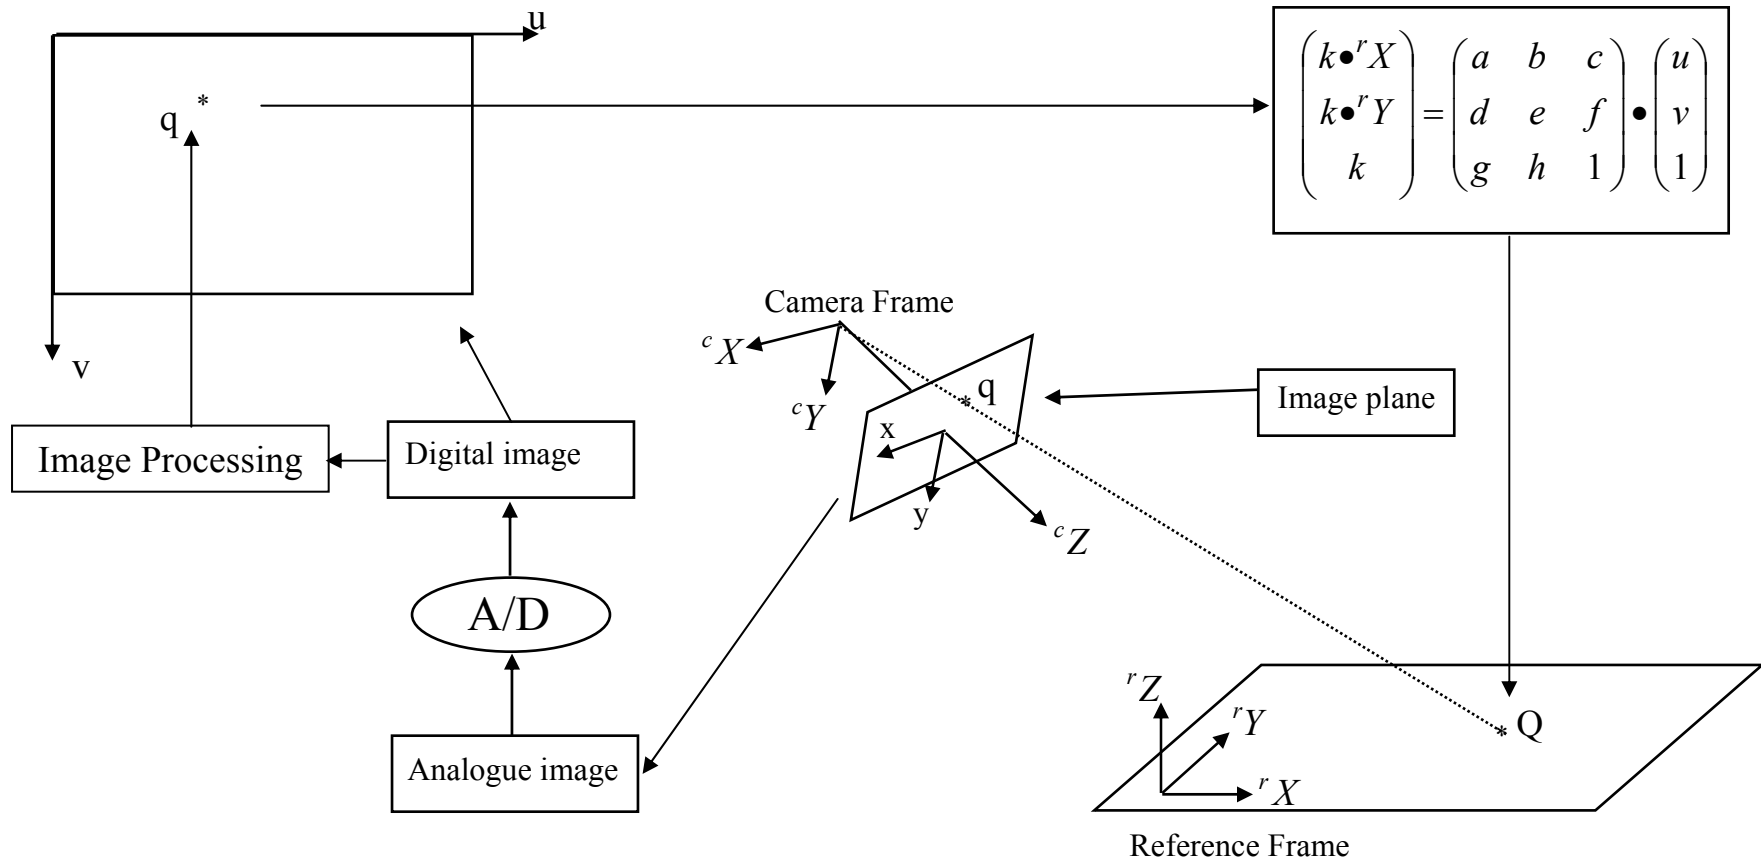 u
q *
v
k•ʳX   a b c   u
k•ʳY = d e f • v
k   g h 1   1
Camera Frame
ᶜX
ᶜY
* q
x
y
ᶜZ
Image plane
Image Processing
Digital image
A/D
Analogue image
ʳZ
ʳY
ʳX
* Q
Reference Frame